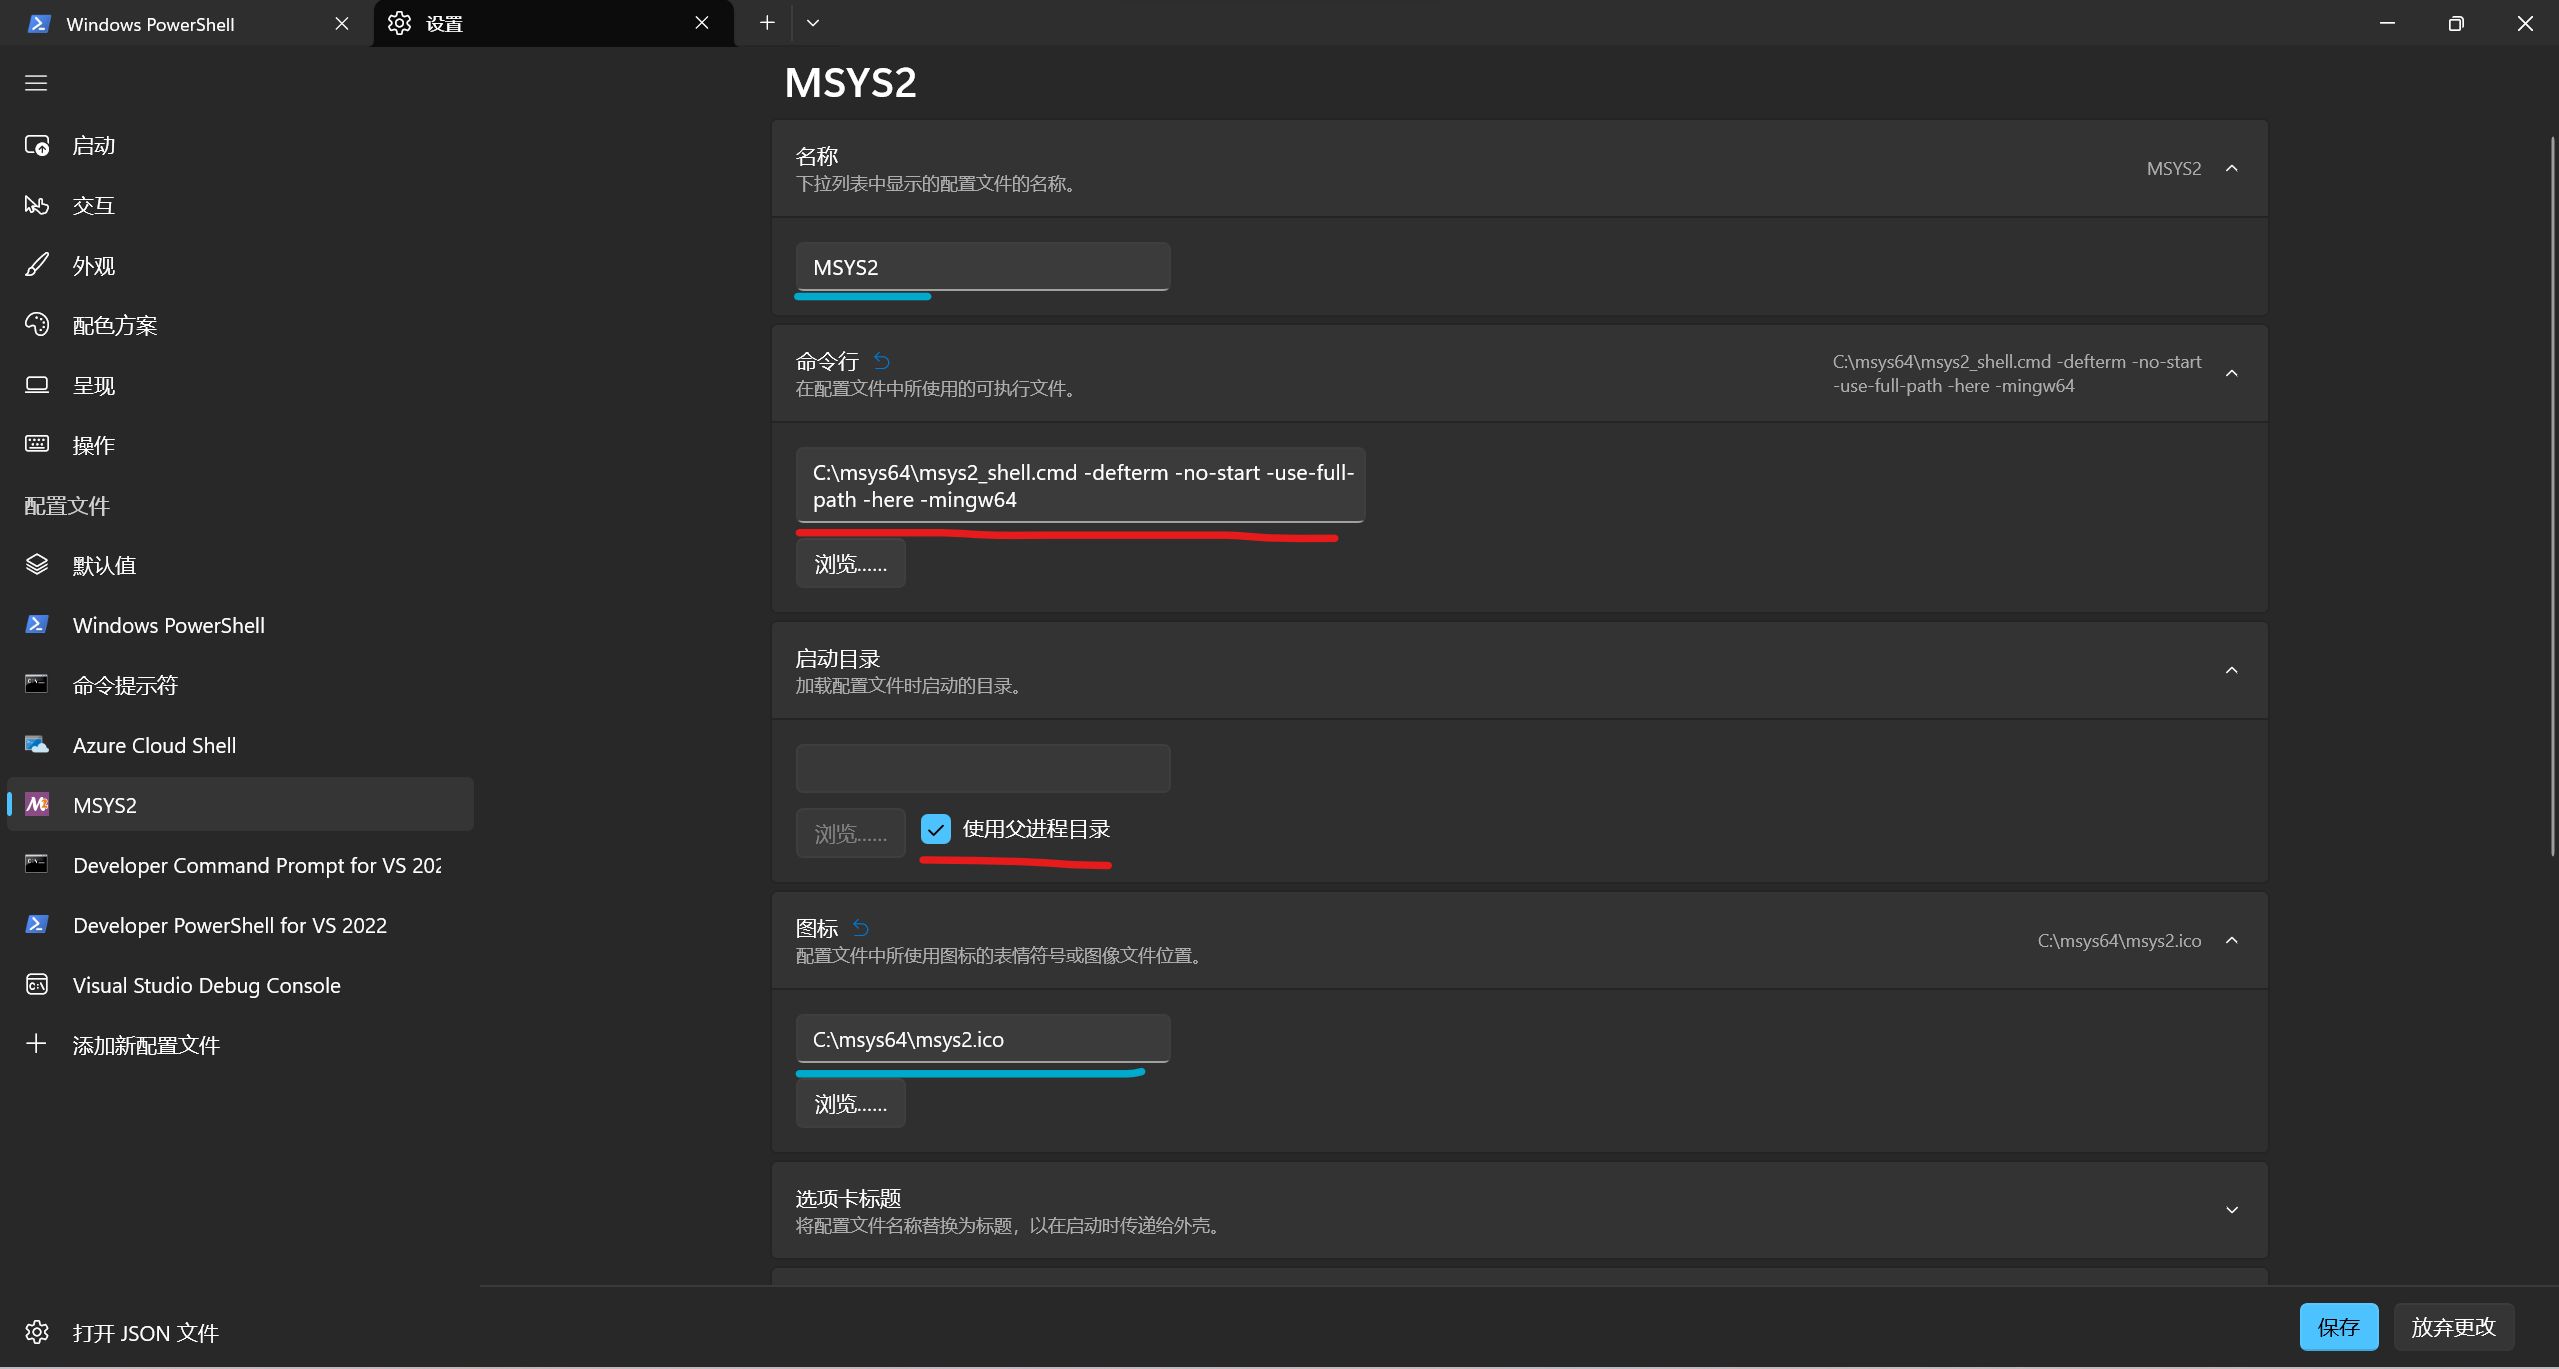 Windows PowerShell
设置
启动
交互
外观
配色方案
呈现
操作
配置文件
默认值
Windows PowerShell
命令提示符
Azure Cloud Shell
MSYS2
Developer Command Prompt for VS 202
Developer PowerShell for VS 2022
Visual Studio Debug Console
添加新配置文件
打开 JSON 文件
MSYS2
名称
下拉列表中显示的配置文件的名称。
MSYS2
MSYS2
命令行
在配置文件中所使用的可执行文件。
C:\msys64\msys2_shell.cmd -defterm -no-start
-use-full-path -here -mingw64
C:\msys64\msys2_shell.cmd -defterm -no-start -use-full-
path -here -mingw64
浏览……
启动目录
加载配置文件时启动的目录。
浏览……
使用父进程目录
图标
配置文件中所使用图标的表情符号或图像文件位置。
C:\msys64\msys2.ico
C:\msys64\msys2.ico
浏览……
选项卡标题
将配置文件名称替换为标题，以在启动时传递给外壳。
保存
放弃更改